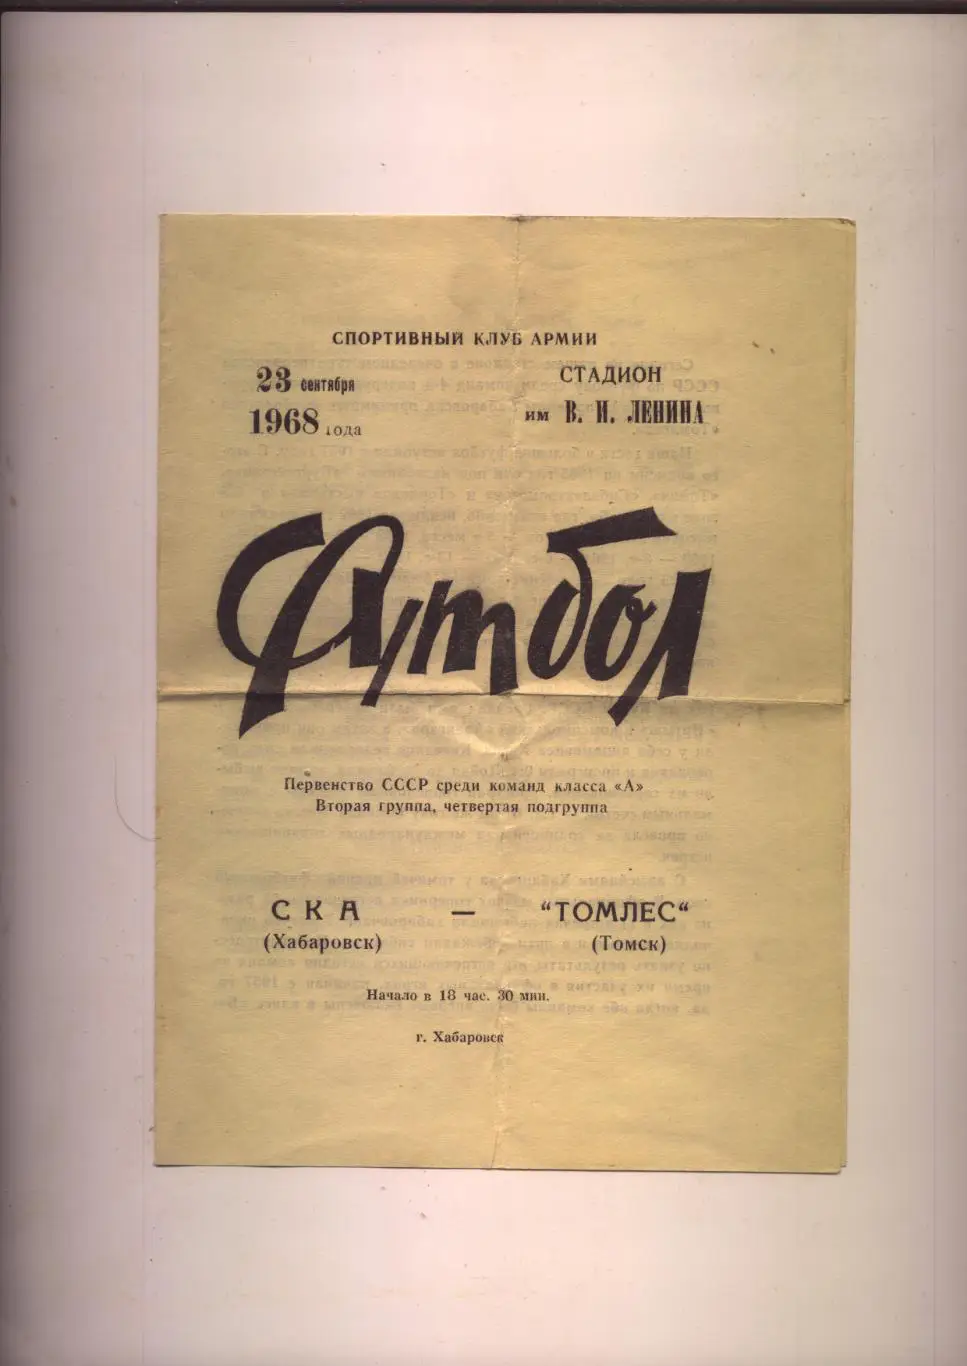 СПОРТИВНЫЙ КЛУБ АРМИИ
23 сентября
1968 года
СТАДИОН
им В. И. ЛЕНИНА
Футбол
Первенство СССР среди команд класса «А»
Вторая группа, четвертая подгруппа
СКА — "ТОМЛЕС"
(Хабаровск) (Томск)
Начало в 18 час. 30 мин.
г. Хабаровск